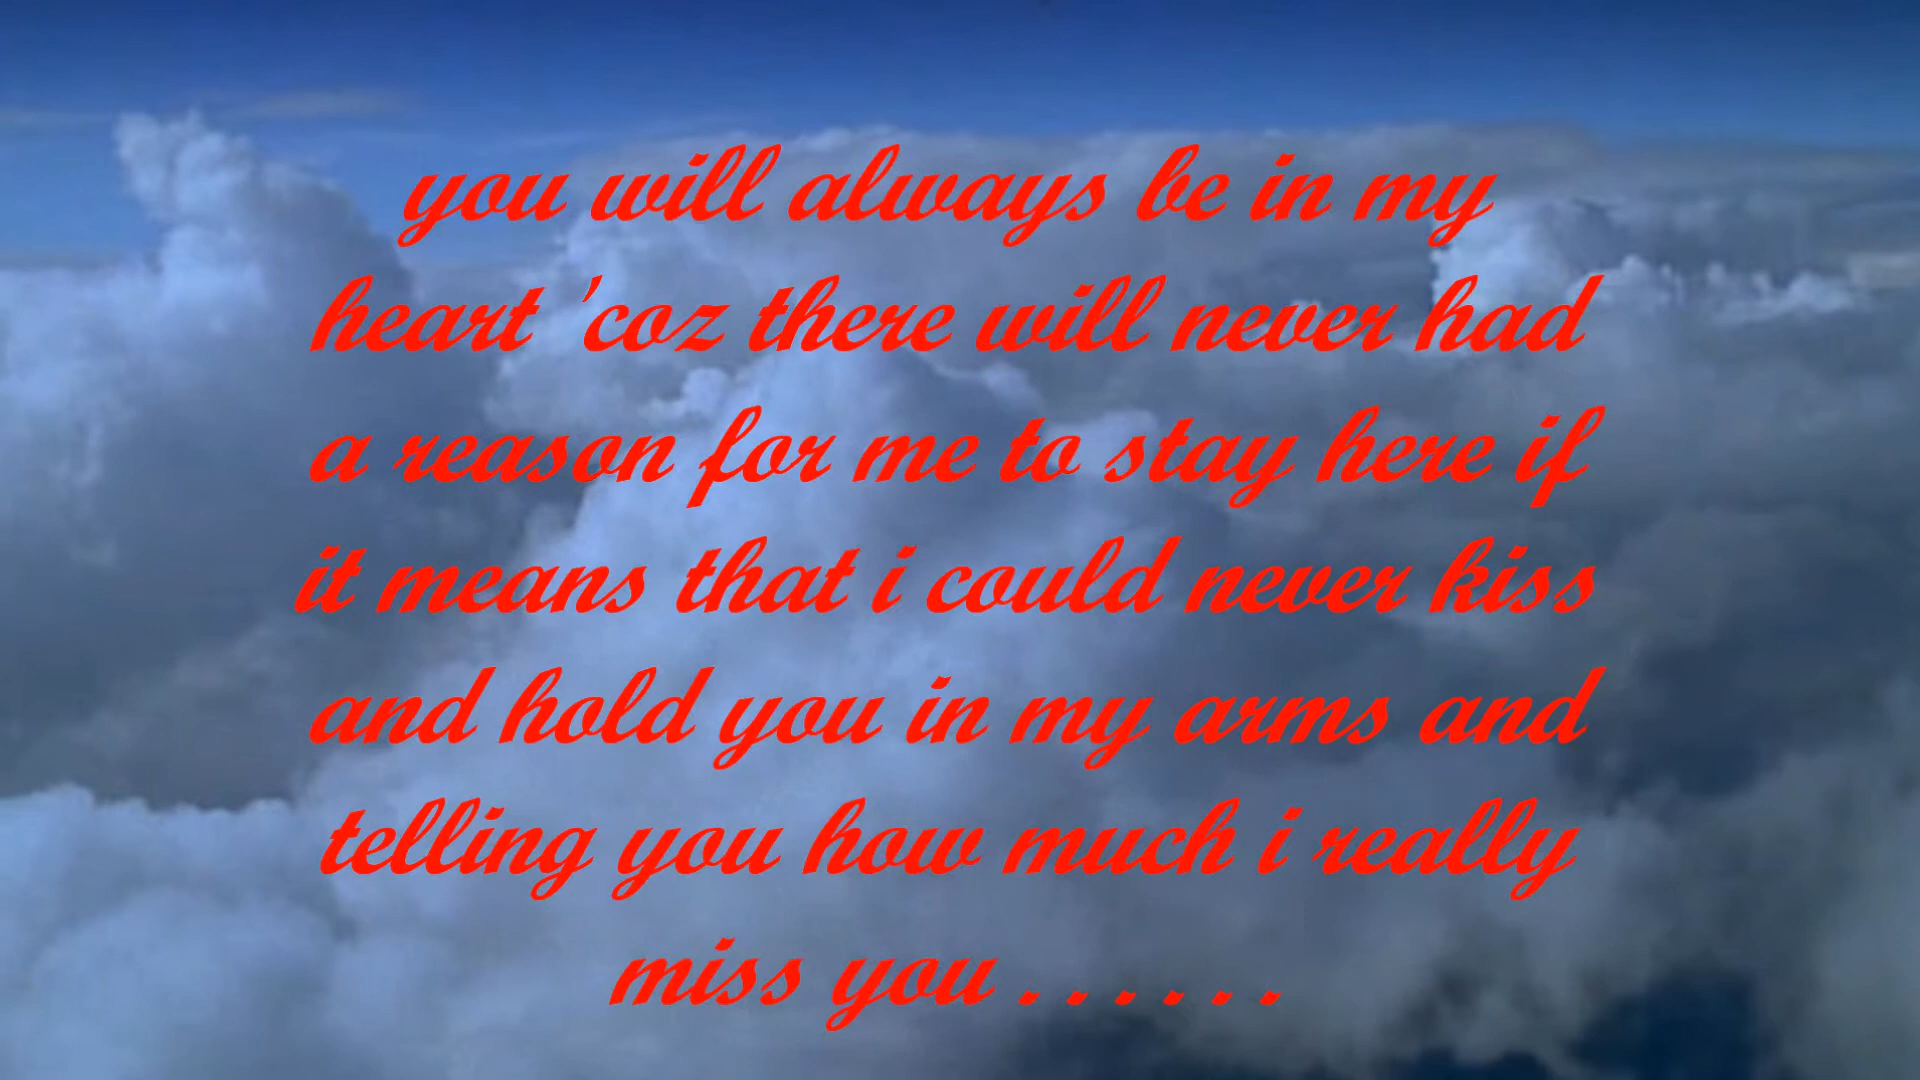 you will always be in my
heart 'coz there will never had
a reason for me to stay here if
it means that i could never kiss
and hold you in my arms and
telling you how much i really
miss you . . . . . .